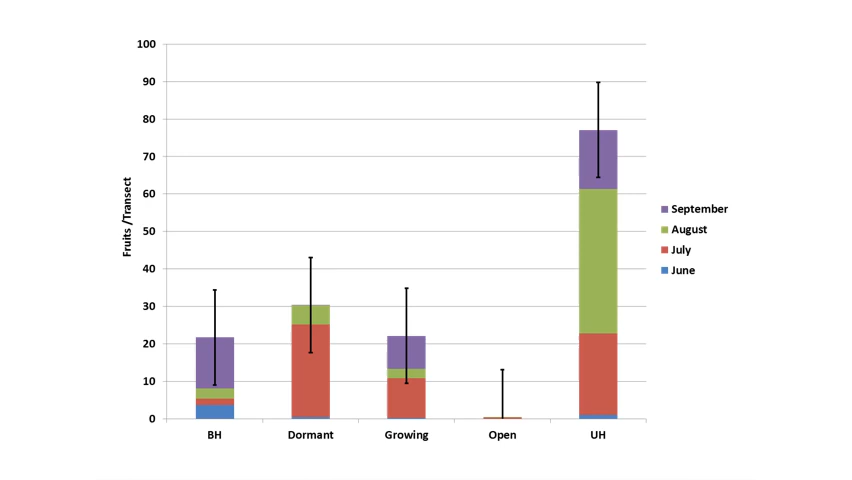 100
90
80
70
60
50
40
30
20
10
0
Fruits /Transect
BH Dormant Growing Open UH
September
August
July
June